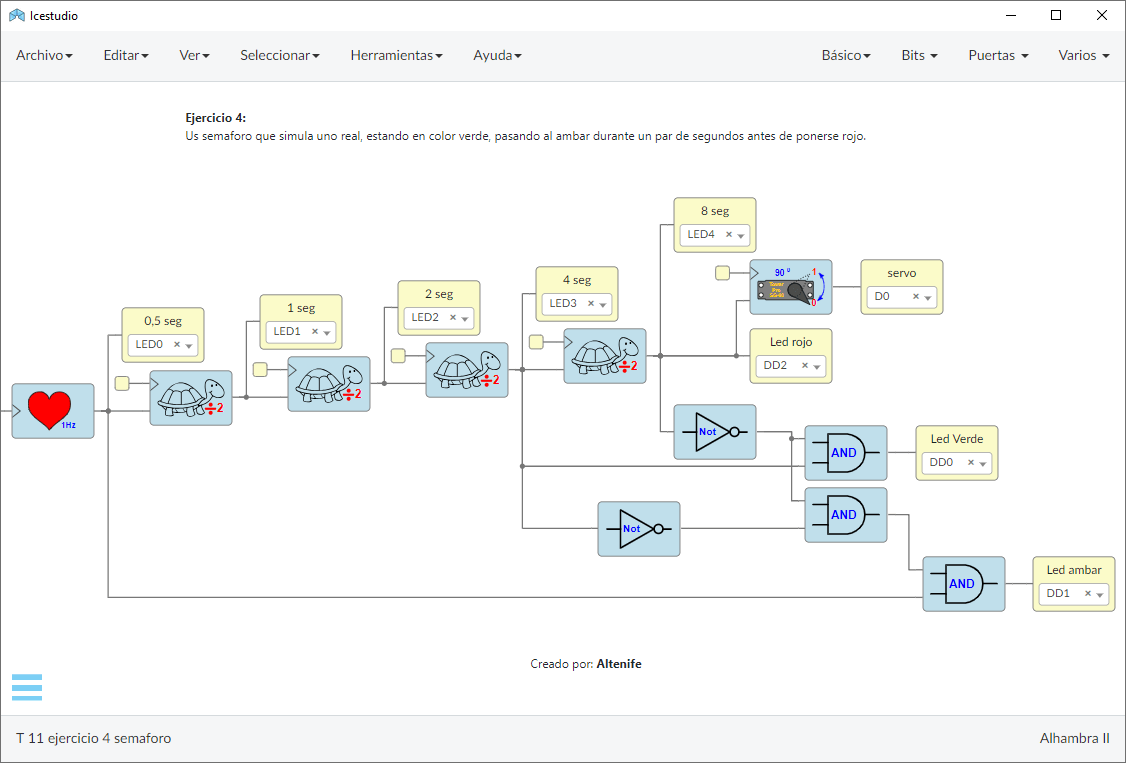 Icestudio
Archivo Editar Ver Seleccionar Herramientas Ayuda Básico Bits Puertas Varios
Ejercicio 4:
Us semaforo que simula uno real, estando en color verde, pasando al ambar durante un par de segundos antes de ponerse rojo.
8 seg
LED4
90 º
1
0
servo
D0
4 seg
LED3
2 seg
LED2
1 seg
LED1
0,5 seg
LED0
Led rojo
DD2
÷2
÷2
÷2
÷2
1Hz
Not
AND
Led Verde
DD0
Not
AND
AND
Led ambar
DD1
Creado por: Altenife
T 11 ejercicio 4 semaforo
Alhambra II